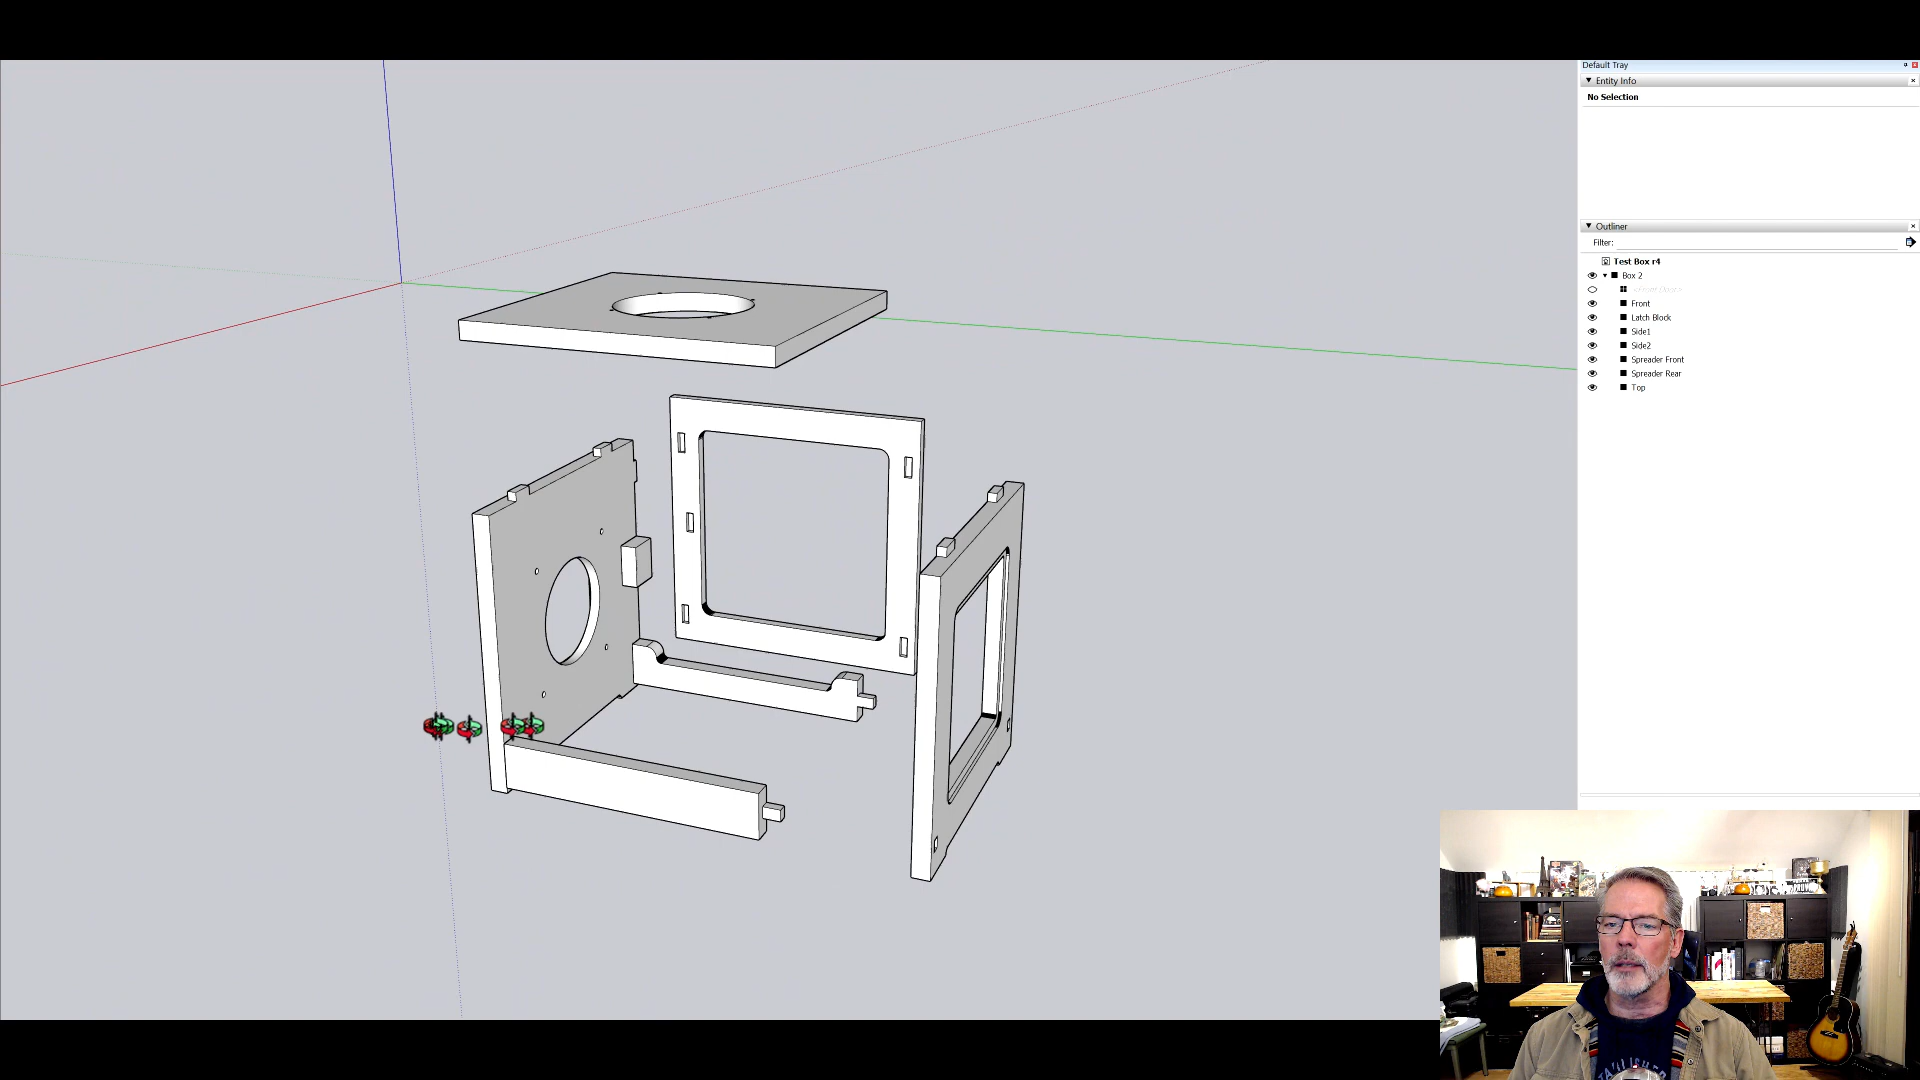 Default Tray
Entity Info
No Selection
Outliner
Filter:
Test Box r4
Box 2
Front
Latch Block
Side1
Side2
Spreader Front
Spreader Rear
Top